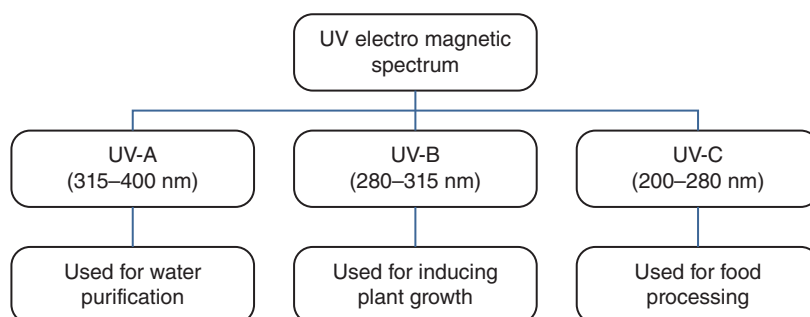 UV electro magnetic
spectrum
UV-A
(315–400 nm)
UV-B
(280–315 nm)
UV-C
(200–280 nm)
Used for water
purification
Used for inducing
plant growth
Used for food
processing